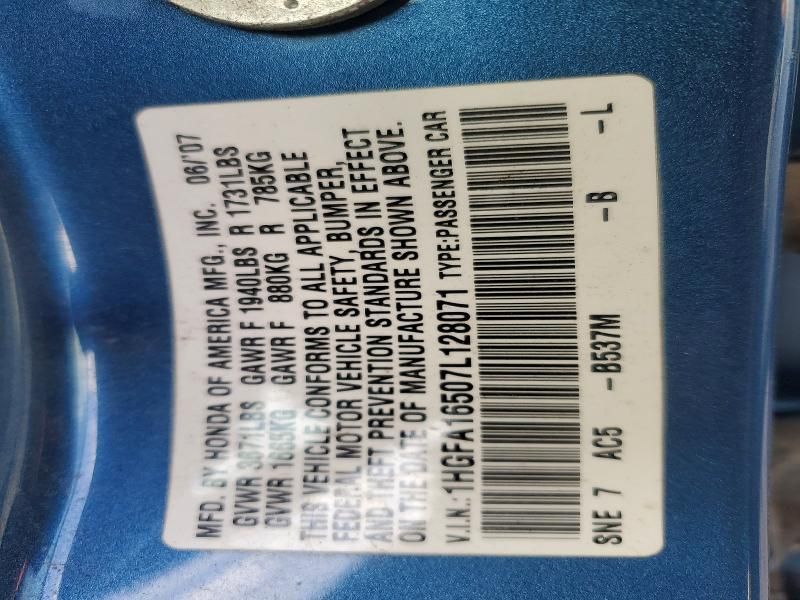 MFD. BY HONDA OF AMERICA MFG., INC. 06/'07
GVWR 3671LBS GAWR F 1940LBS R 1731LBS
GVWR 1665KG GAWR F 880KG R 785KG
THIS VEHICLE CONFORMS TO ALL APPLICABLE
FEDERAL MOTOR VEHICLE SAFETY, BUMPER,
AND THEFT PREVENTION STANDARDS IN EFFECT
ON THE DATE OF MANUFACTURE SHOWN ABOVE.
V.I.N.:1HGFA16507L128071 TYPE:PASSENGER CAR
SNE 7 AC5 -B537M -B -L